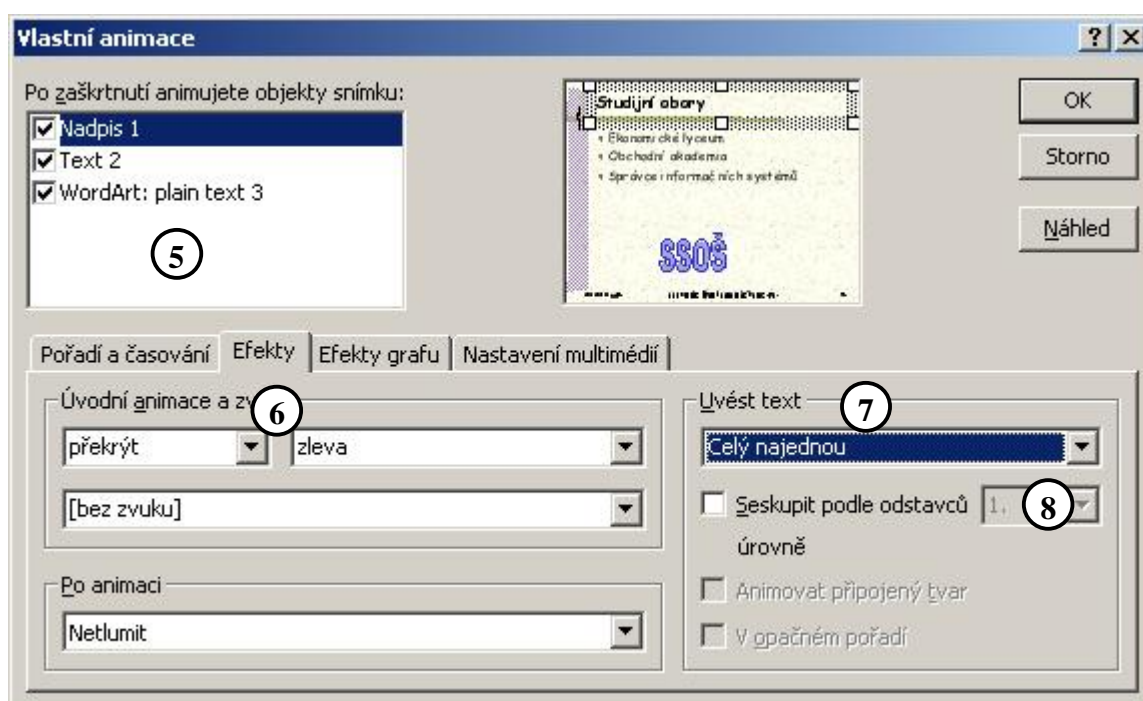 Vlastní animace
Po zaškrtnutí animujete objekty snímku:
Nadpis 1
Text 2
WordArt: plain text 3
5
Studijní obory
Ekonomické lyceum
Obchodní akademia
Správce informačních systémů
SSOŠ
OK
Storno
Náhled
Pořadí a časování Efekty Efekty grafu Nastavení multimédií
Úvodní animace a
6
překrýt zleva
[bez zvuku]
Po animaci
Netlumit
Uvést text
7
Celý najednou
Seskupit podle odstavců 1. 8
úrovně
Animovat připojený tvar
V opačném pořadí